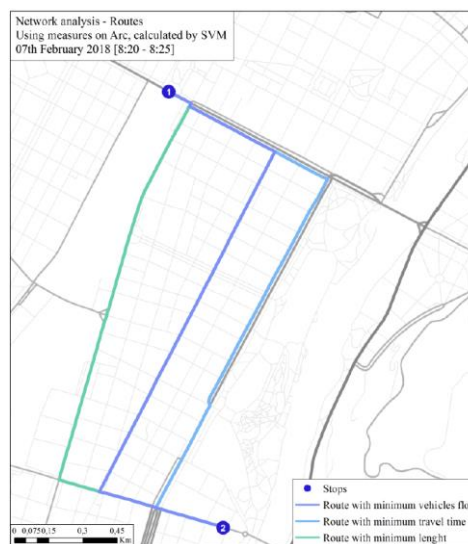 Network analysis - Routes
Using measures on Arc, calculated by SVM
07th February 2018 [8:20 - 8:25]
1
2
Stops
Route with minimum vehicles flo
Route with minimum travel time
Route with minimum lenght
0 0,075 0,15 0,3 0,45
Km